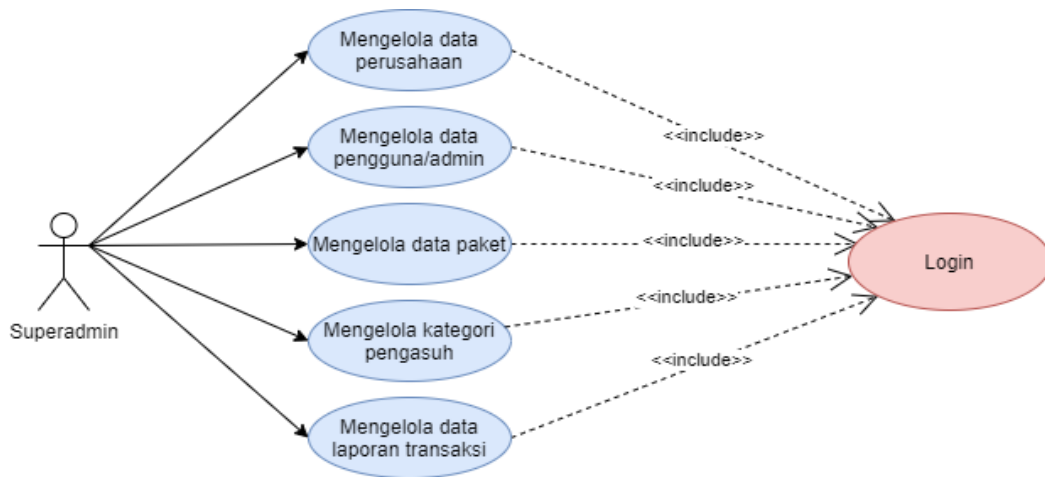 Mengelola data
perusahaan
<<include>>
Mengelola data
pengguna/admin
<<include>>
Mengelola data paket
<<include>>
Login
Superadmin
Mengelola kategori
pengasuh
<<include>>
Mengelola data
laporan transaksi
<<include>>